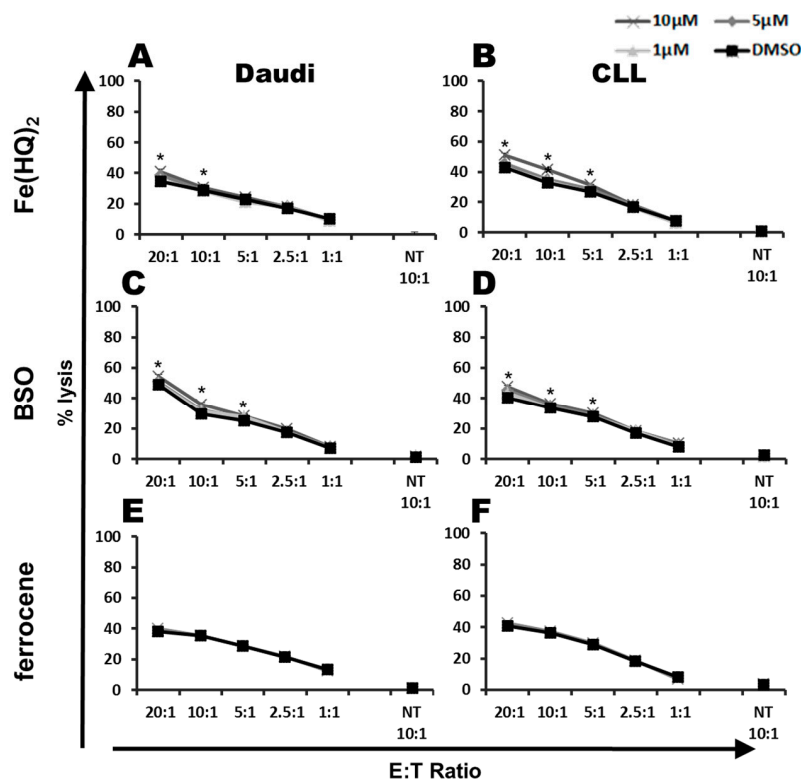 10μM 5μM
1μM DMSO
A Daudi B CLL
Fe(HQ)2
100 100
80 80
60 60
* * * * * * *
40 40
20 20
0 0
20:1 10:1 5:1 2.5:1 1:1 NT 20:1 10:1 5:1 2.5:1 1:1 NT
10:1 10:1
C D
BSO
% lysis
100 100
80 80
60 60
* * * * * *
40 40
20 20
0 0
20:1 10:1 5:1 2.5:1 1:1 NT 20:1 10:1 5:1 2.5:1 1:1 NT
10:1 10:1
E F
ferrocene
100 100
80 80
60 60
40 40
20 20
0 0
20:1 10:1 5:1 2.5:1 1:1 NT 20:1 10:1 5:1 2.5:1 1:1 NT
10:1 10:1
E:T Ratio